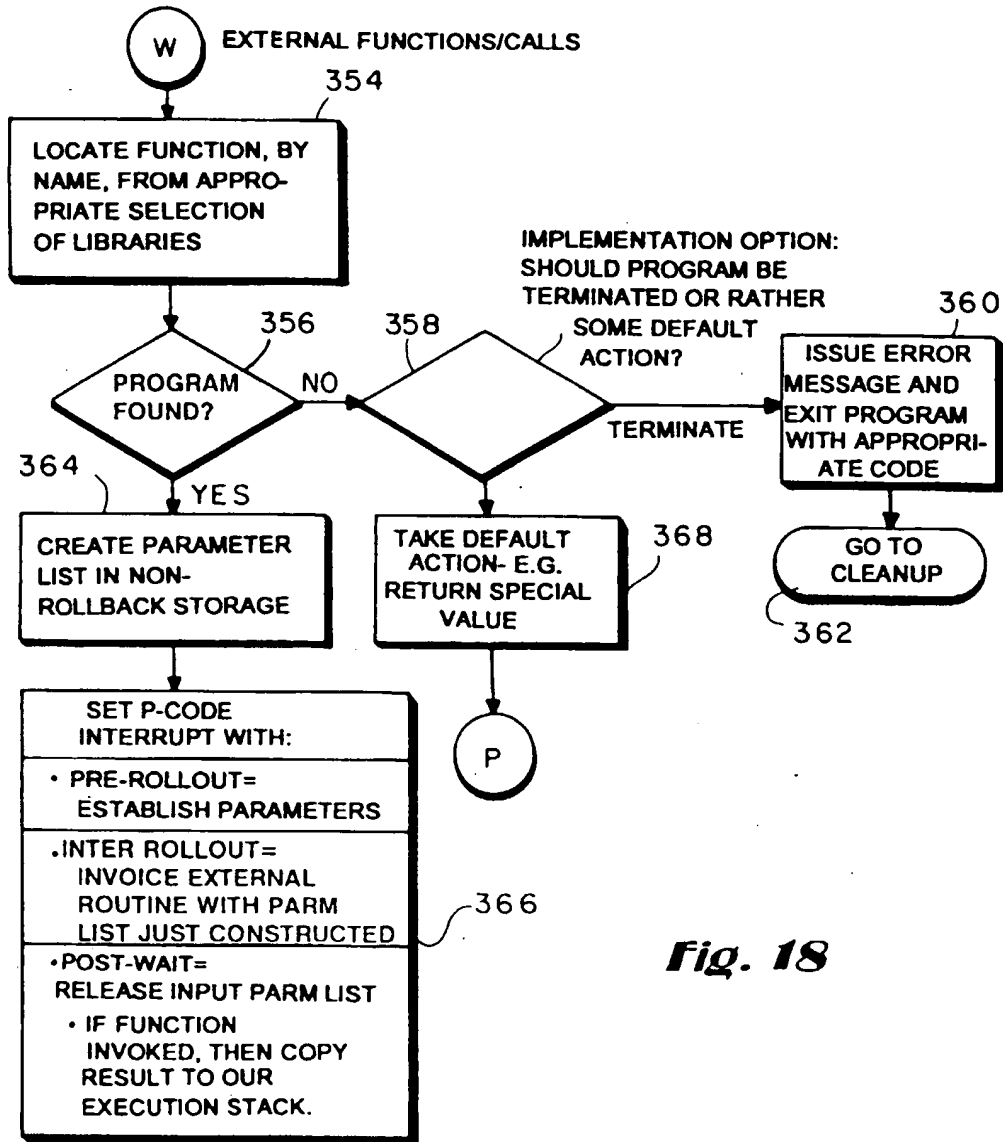 W
EXTERNAL FUNCTIONS/CALLS
354
LOCATE FUNCTION, BY
NAME, FROM APPRO-
PRIATE SELECTION
OF LIBRARIES
356
PROGRAM
FOUND?
NO
358
IMPLEMENTATION OPTION:
SHOULD PROGRAM BE
TERMINATED OR RATHER
SOME DEFAULT
ACTION?
TERMINATE
360
ISSUE ERROR
MESSAGE AND
EXIT PROGRAM
WITH APPROPRI-
ATE CODE
GO TO
CLEANUP
362
364
YES
CREATE PARAMETER
LIST IN NON-
ROLLBACK STORAGE
TAKE DEFAULT
ACTION- E.G.
RETURN SPECIAL
VALUE
368
P
SET P-CODE
INTERRUPT WITH:
• PRE-ROLLOUT=
ESTABLISH PARAMETERS
•INTER ROLLOUT=
INVOICE EXTERNAL
ROUTINE WITH PARM
LIST JUST CONSTRUCTED
•POST-WAIT=
RELEASE INPUT PARM LIST
• IF FUNCTION
INVOKED, THEN COPY
RESULT TO OUR
EXECUTION STACK.
366
Fig. 18